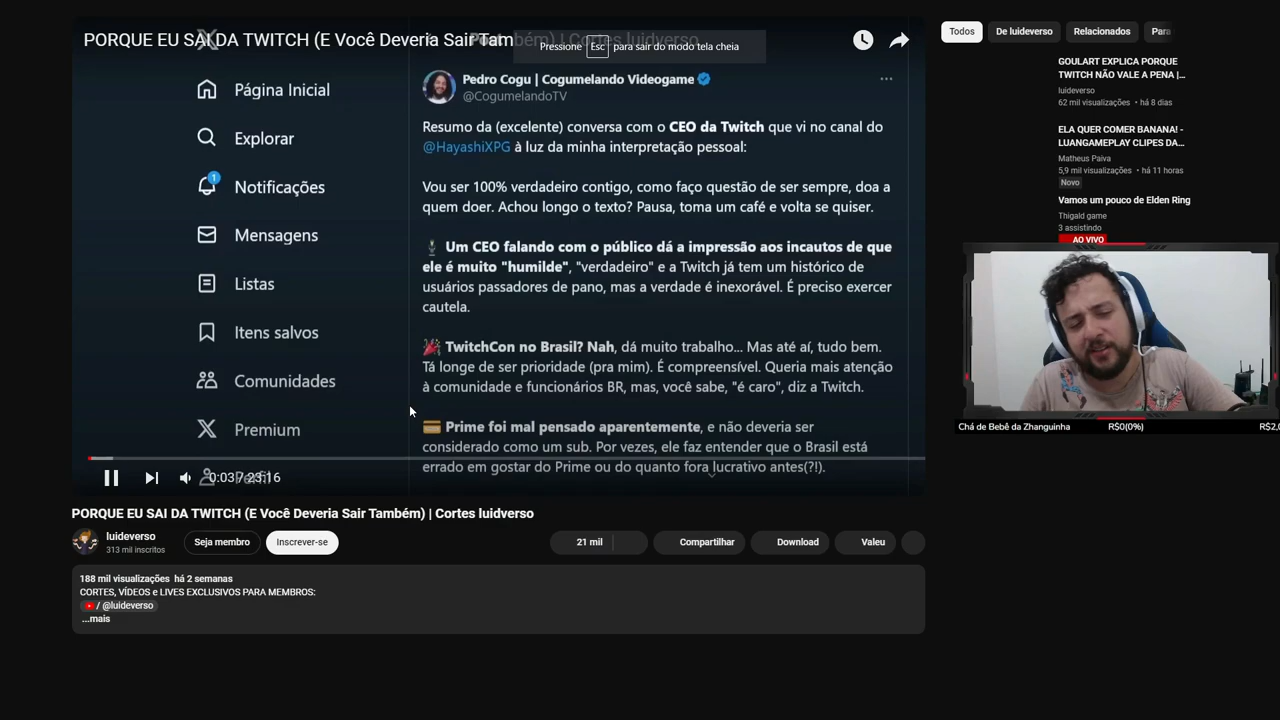 PORQUE EU SAI DA TWITCH (E Você Deveria Sair Também) | Cortes luidverso
Pressione Esc para sair do modo tela cheia
Página Inicial
Explorar
1
Notificações
Mensagens
Listas
Itens salvos
Comunidades
Premium
Pedro Cogu | Cogumelando Videogame
@CogumelandoTV
Resumo da (excelente) conversa com o CEO da Twitch que vi no canal do
@HayashiXPG à luz da minha interpretação pessoal:
Vou ser 100% verdadeiro contigo, como faço questão de ser sempre, doa a
quem doer. Achou longo o texto? Pausa, toma um café e volta se quiser.
Um CEO falando com o público dá a impressão aos incautos de que
ele é muito "humilde", "verdadeiro" e a Twitch já tem um histórico de
usuários passadores de pano, mas a verdade é inexorável. É preciso exercer
cautela.
TwitchCon no Brasil? Nah, dá muito trabalho... Mas até aí, tudo bem.
Tá longe de ser prioridade (pra mim). É compreensível. Queria mais atenção
à comunidade e funcionários BR, mas, você sabe, "é caro", diz a Twitch.
Prime foi mal pensado aparentemente, e não deveria ser
considerado como um sub. Por vezes, ele faz entender que o Brasil está
errado em gostar do Prime ou do quanto fora lucrativo antes(?!).
0:03 / 23:16
PORQUE EU SAI DA TWITCH (E Você Deveria Sair Também) | Cortes luidverso
luideverso
313 mil inscritos
Seja membro
Inscrever-se
21 mil
Compartilhar
Download
Valeu
188 mil visualizações há 2 semanas
CORTES, VÍDEOS e LIVES EXCLUSIVOS PARA MEMBROS:
/ @luideverso
...mais
Todos
De luideverso
Relacionados
Para
GOULART EXPLICA PORQUE
TWITCH NÃO VALE A PENA |...
luideverso
62 mil visualizações • há 8 dias
ELA QUER COMER BANANA! -
LUANGAMEPLAY CLIPES DA...
Matheus Paiva
5,9 mil visualizações • há 11 horas
Novo
Vamos um pouco de Elden Ring
Thigald game
3 assistindo
AO VIVO
Chá de Bebê da Zhanguinha
R$0(0%)